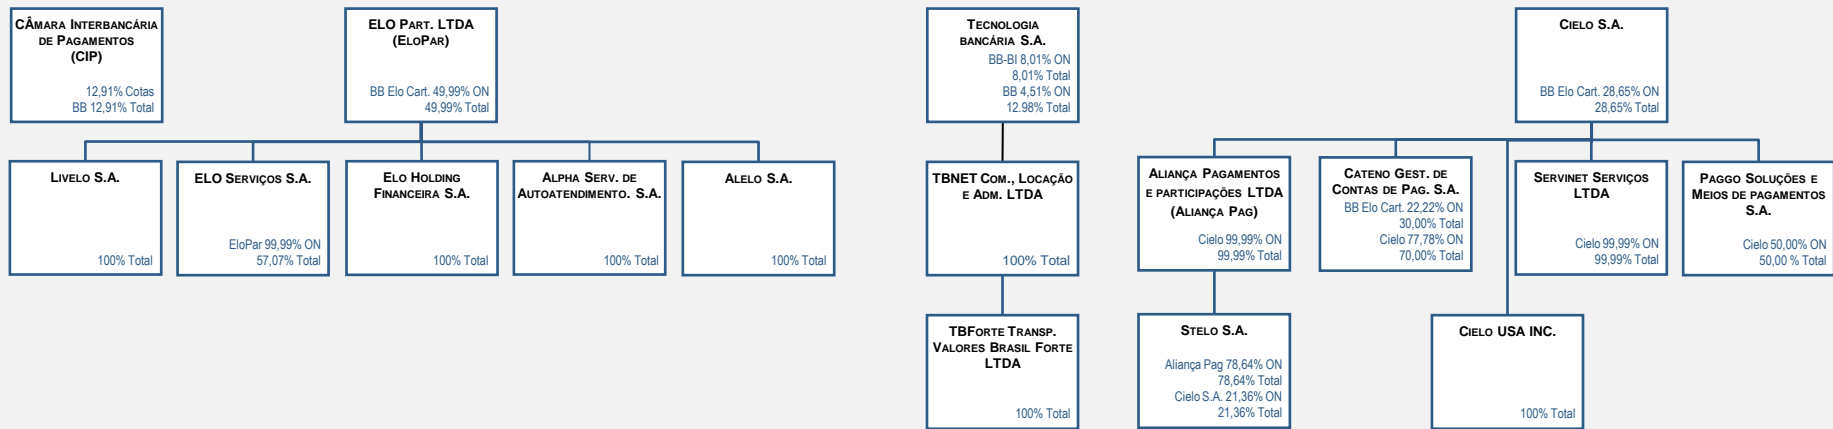 CÂMARA INTERBANCÁRIA
DE PAGAMENTOS
(CIP)
12,91% Cotas
BB 12,91% Total
ELO PART. LTDA
(ELOPAR)
BB Elo Cart. 49,99% ON
49,99% Total
TECNOLOGIA
BANCÁRIA S.A.
BB-BI 8,01% ON
8,01% Total
BB 4,51% ON
12.98% Total
CIELO S.A.
BB Elo Cart. 28,65% ON
28,65% Total
LIVELO S.A.
100% Total
ELO SERVIÇOS S.A.
EloPar 99,99% ON
57,07% Total
ELO HOLDING
FINANCEIRA S.A.
100% Total
ALPHA SERV. DE
AUTOATENDIMENTO. S.A.
100% Total
ALELO S.A.
100% Total
TBNET COM., LOCAÇÃO
E ADM. LTDA
100% Total
ALIANÇA PAGAMENTOS
E PARTICIPAÇÕES LTDA
(ALIANÇA PAG)
Cielo 99,99% ON
99,99% Total
CATENO GEST. DE
CONTAS DE PAG. S.A.
BB Elo Cart. 22,22% ON
30,00% Total
Cielo 77,78% ON
70,00% Total
SERVINET SERVIÇOS
LTDA
Cielo 99,99% ON
99,99% Total
PAGGO SOLUÇÕES E
MEIOS DE PAGAMENTOS
S.A.
Cielo 50,00% ON
50,00 % Total
TBFORTE TRANSP.
VALORES BRASIL FORTE
LTDA
100% Total
STELO S.A.
Aliança Pag 78,64% ON
78,64% Total
Cielo S.A. 21,36% ON
21,36% Total
CIELO USA INC.
100% Total